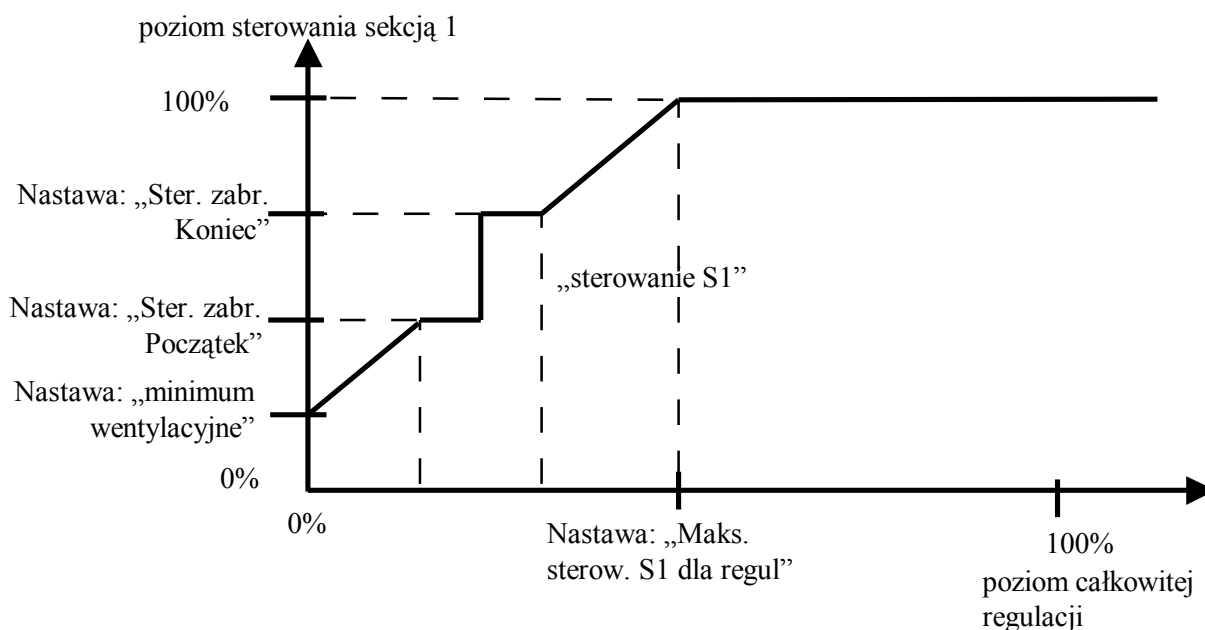 poziom sterowania sekcją 1
100%
Nastawa: „Ster. zabr.
Koniec”
„sterowanie S1”
Nastawa: „Ster. zabr.
Początek”
Nastawa: „minimum
wentylacyjne”
0%
0%
Nastawa: „Maks.
sterow. S1 dla regul”
100%
poziom całkowitej
regulacji